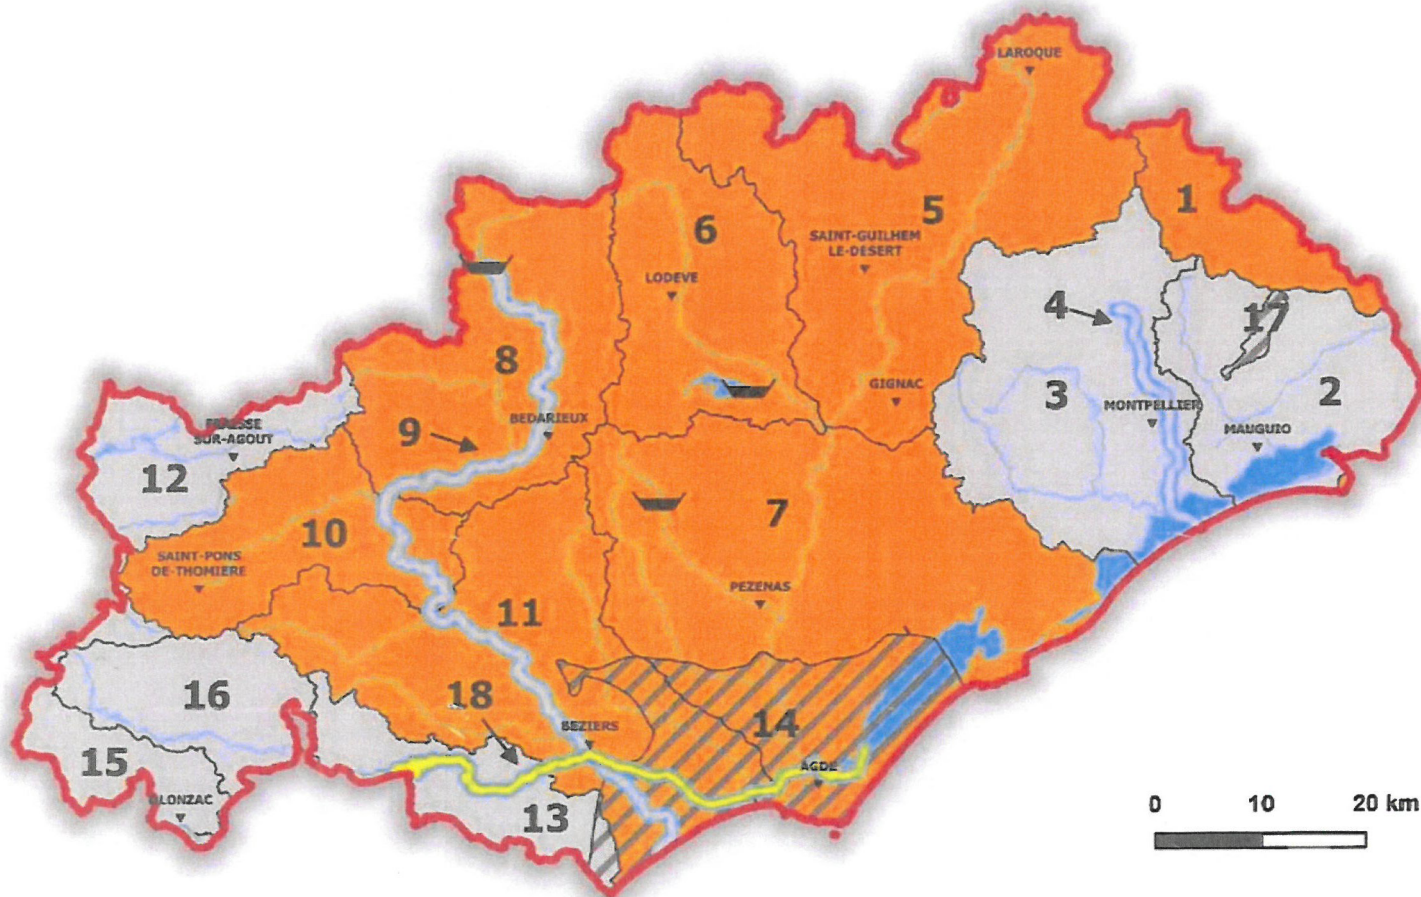 LAROQUE
1
5
6
SAINT-GUILHEM
LE-DESERT
LODEVE
4
17
8
GIGNAC
3
2
MONTPELLIER
BEDARIEUX
9
MAUGUIO
FRAISSE
SUR-AGOUT
12
7
10
SAINT-PONS
DE-THOMIERE
PEZENAS
11
16
18
14
BEZIERS
15
AGDE
OLONZAC
13
0 10 20 km